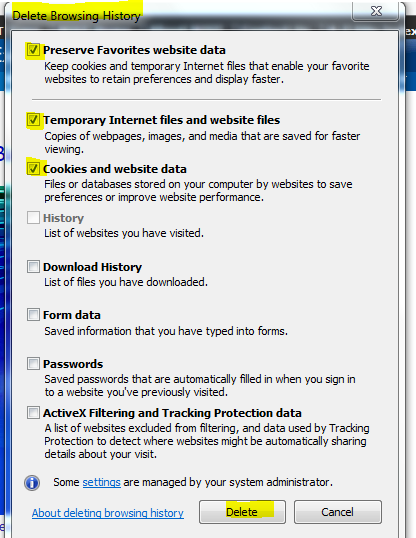 Delete Browsing History
Preserve Favorites website data
Keep cookies and temporary Internet files that enable your favorite
websites to retain preferences and display faster.
Temporary Internet files and website files
Copies of webpages, images, and media that are saved for faster
viewing.
Cookies and website data
Files or databases stored on your computer by websites to save
preferences or improve website performance.
History
List of websites you have visited.
Download History
List of files you have downloaded.
Form data
Saved information that you have typed into forms.
Passwords
Saved passwords that are automatically filled in when you sign in
to a website you've previously visited.
ActiveX Filtering and Tracking Protection data
A list of websites excluded from filtering, and data used by Tracking
Protection to detect where websites might be automatically sharing
details about your visit.
Some settings are managed by your system administrator.
About deleting browsing history
Delete
Cancel